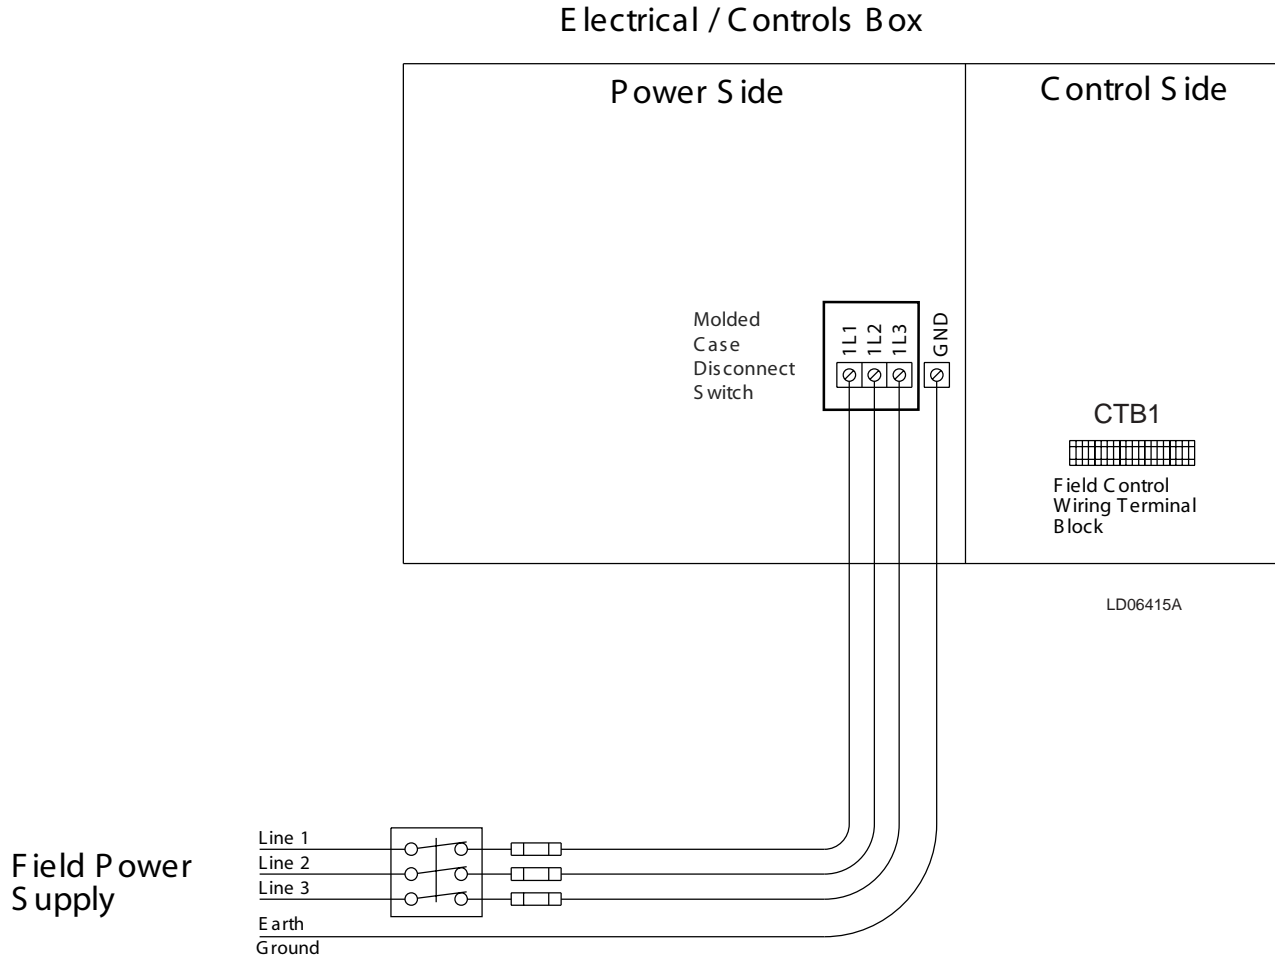 Electrical / Controls Box
Power Side
Control Side
Molded
Case
Disconnect
Switch
1L1
1L2
1L3
GND
CTB1
Field Control
Wiring Terminal
Block
LD06415A
Field Power
Supply
Line 1
Line 2
Line 3
Earth
Ground